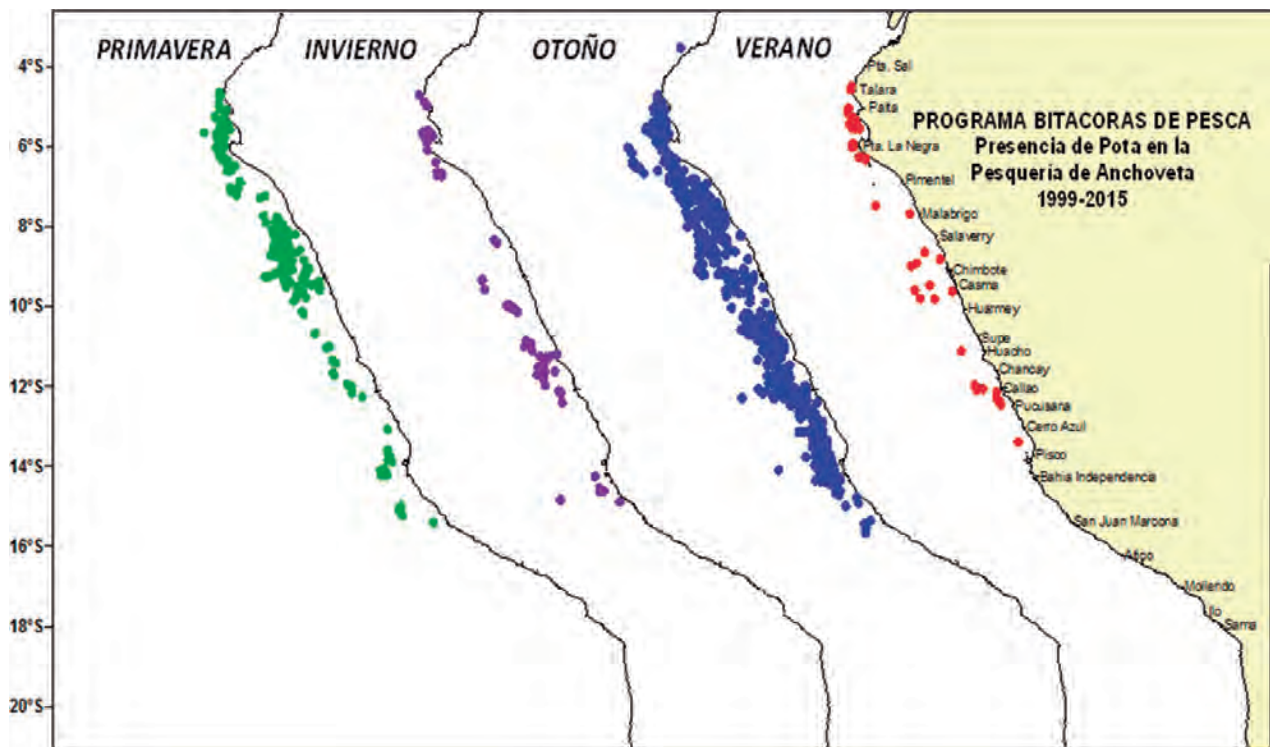 PRIMAVERA
INVIERNO
OTOÑO
VERANO
PROGRAMA BITACORAS DE PESCA
Presencia de Pota en la
Pesquería de Anchoveta
1999-2015
4°S
6°S
8°S
10°S
12°S
14°S
16°S
18°S
20°S
Pta. Sal
Talara
Paita
Pta. La Negra
Pimentel
Malabrigo
Salaverry
Chimbote
Casma
Huarmey
Supe
Huacho
Chancay
Callao
Pucusana
Cerro Azul
Pisco
Bahia Independencia
San Juan Marcona
Atico
Mollendo
Ilo
Sama